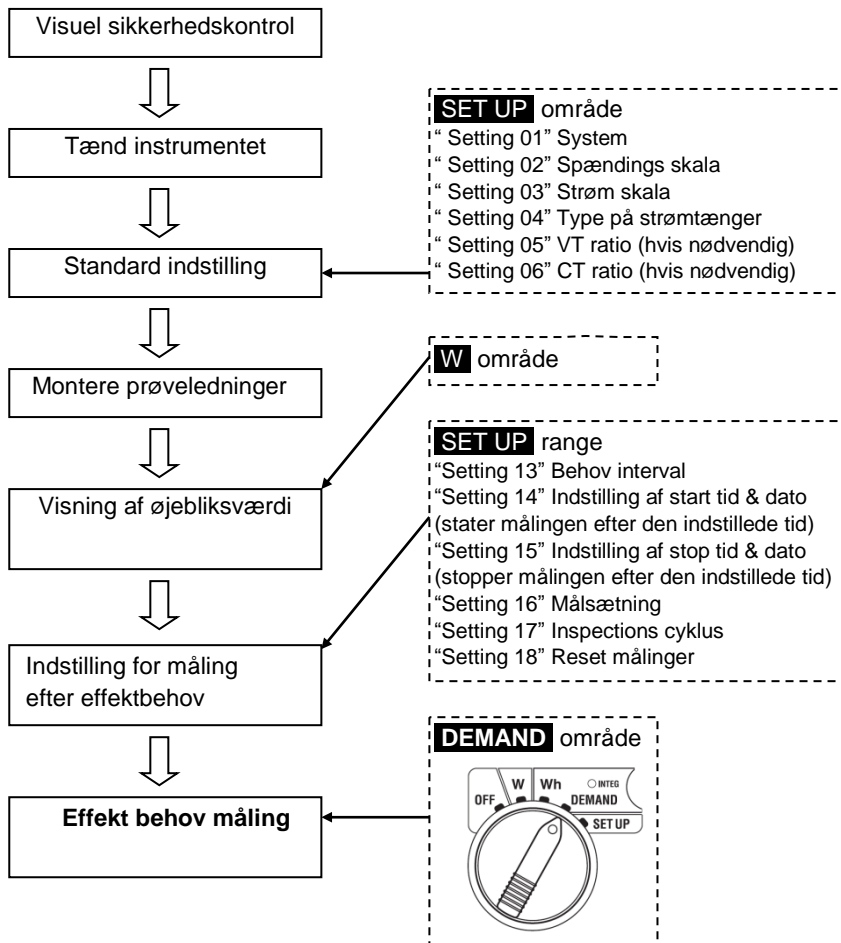 Visuel sikkerhedskontrol
Tænd instrumentet
Standard indstilling
Montere prøveledninger
Visning af øjebliksværdi
Indstilling for måling
efter effektbehov
Effekt behov måling
SET UP område
“ Setting 01” System
“ Setting 02” Spændings skala
“ Setting 03” Strøm skala
“ Setting 04” Type på strømtænger
“ Setting 05” VT ratio (hvis nødvendig)
“ Setting 06” CT ratio (hvis nødvendig)
W område
SET UP range
“Setting 13” Behov interval
“Setting 14” Indstilling af start tid & dato
(stater målingen efter den indstillede tid)
“Setting 15” Indstilling af stop tid & dato
(stopper målingen efter den indstillede tid)
“Setting 16” Målsætning
“Setting 17” Inspections cyklus
“Setting 18” Reset målinger
DEMAND område
OFF W Wh INTEG
DEMAND
SET UP